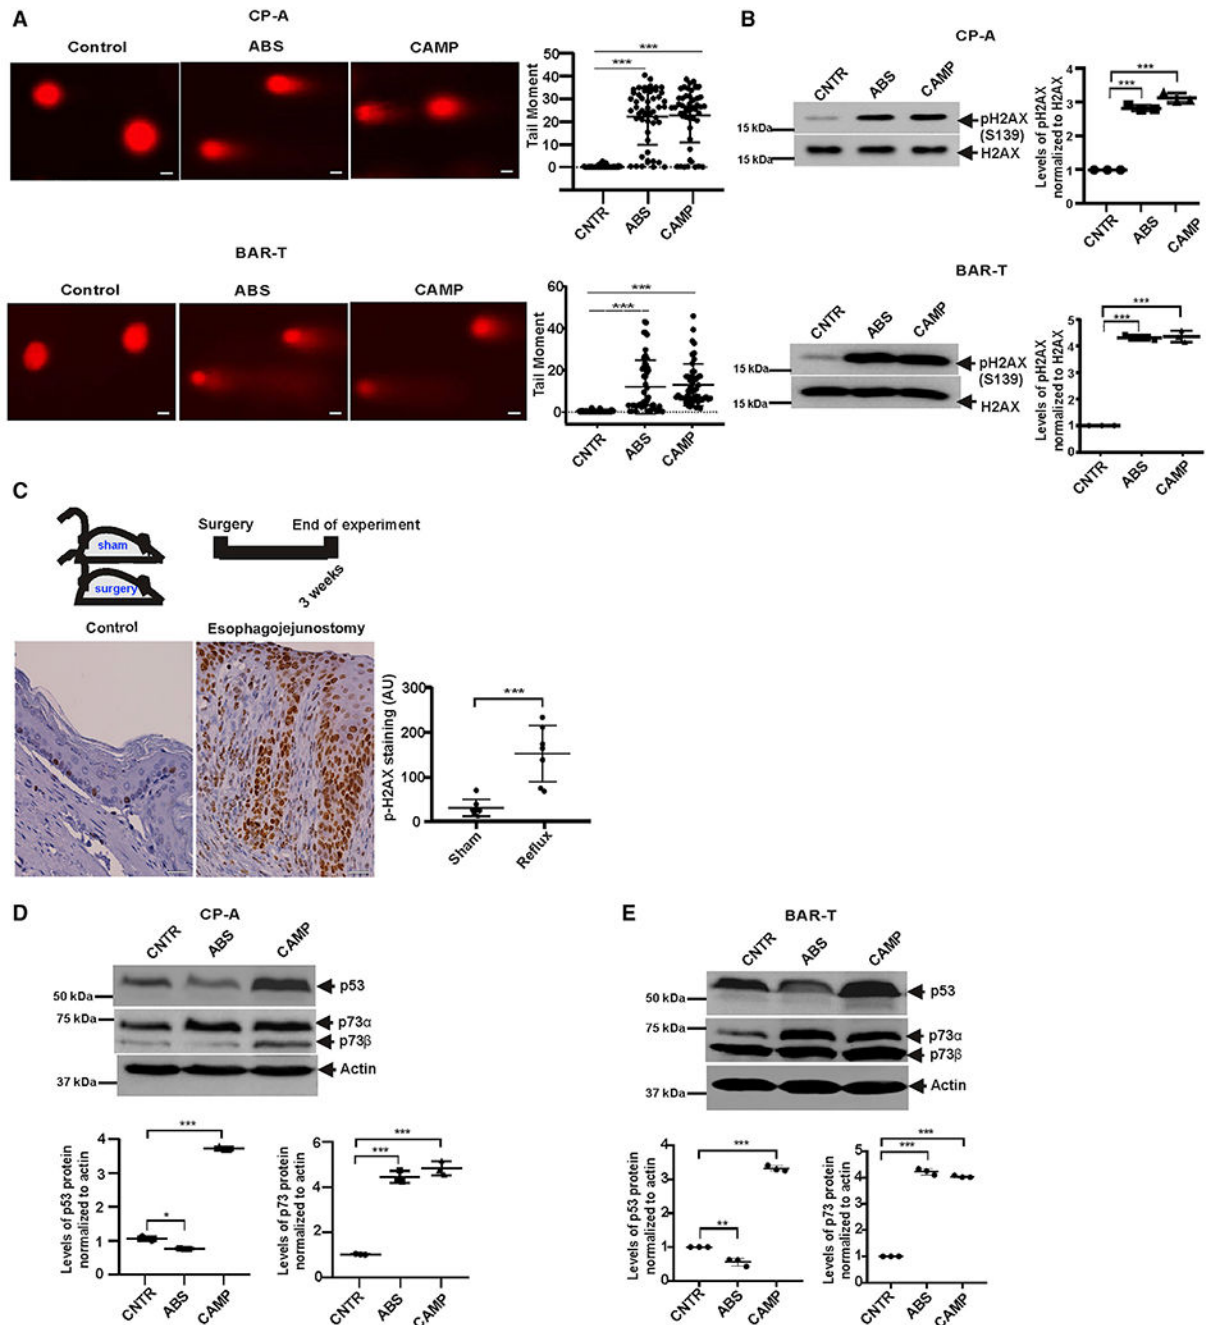 A
CP-A
Control ABS CAMP
Tail Moment
50
40
30
20
10
0
***
***
CNTR ABS CAMP
BAR-T
Control ABS CAMP
Tail Moment
60
40
20
0
***
***
CNTR ABS CAMP
B
CP-A
CNTR ABS CAMP
15 kDa
15 kDa
pH2AX
(S139)
H2AX
Levels of pH2AX
normalized to H2AX
4
3
2
1
0
***
***
CNTR ABS CAMP
BAR-T
CNTR ABS CAMP
15 kDa
15 kDa
pH2AX
(S139)
H2AX
Levels of pH2AX
normalized to H2AX
5
4
3
2
1
0
***
***
CNTR ABS CAMP
C
sham
surgery
Surgery End of experiment
3 weeks
Control Esophagojejunostomy
p-H2AX staining (AU)
300
200
100
0
***
Sham Reflux
D
CP-A
CNTR ABS CAMP
50 kDa
75 kDa
37 kDa
p53
p73α
p73β
Actin
Levels of p53 protein
normalized to actin
4
3
2
1
0
***
*
CNTR ABS CAMP
Levels of p73 protein
normalized to actin
6
4
2
0
***
***
CNTR ABS CAMP
E
BAR-T
CNTR ABS CAMP
50 kDa
75 kDa
37 kDa
p53
p73α
p73β
Actin
Levels of p53 protein
normalized to actin
4
3
2
1
0
***
**
CNTR ABS CAMP
Levels of p73 protein
normalized to actin
5
4
3
2
1
0
***
***
CNTR ABS CAMP